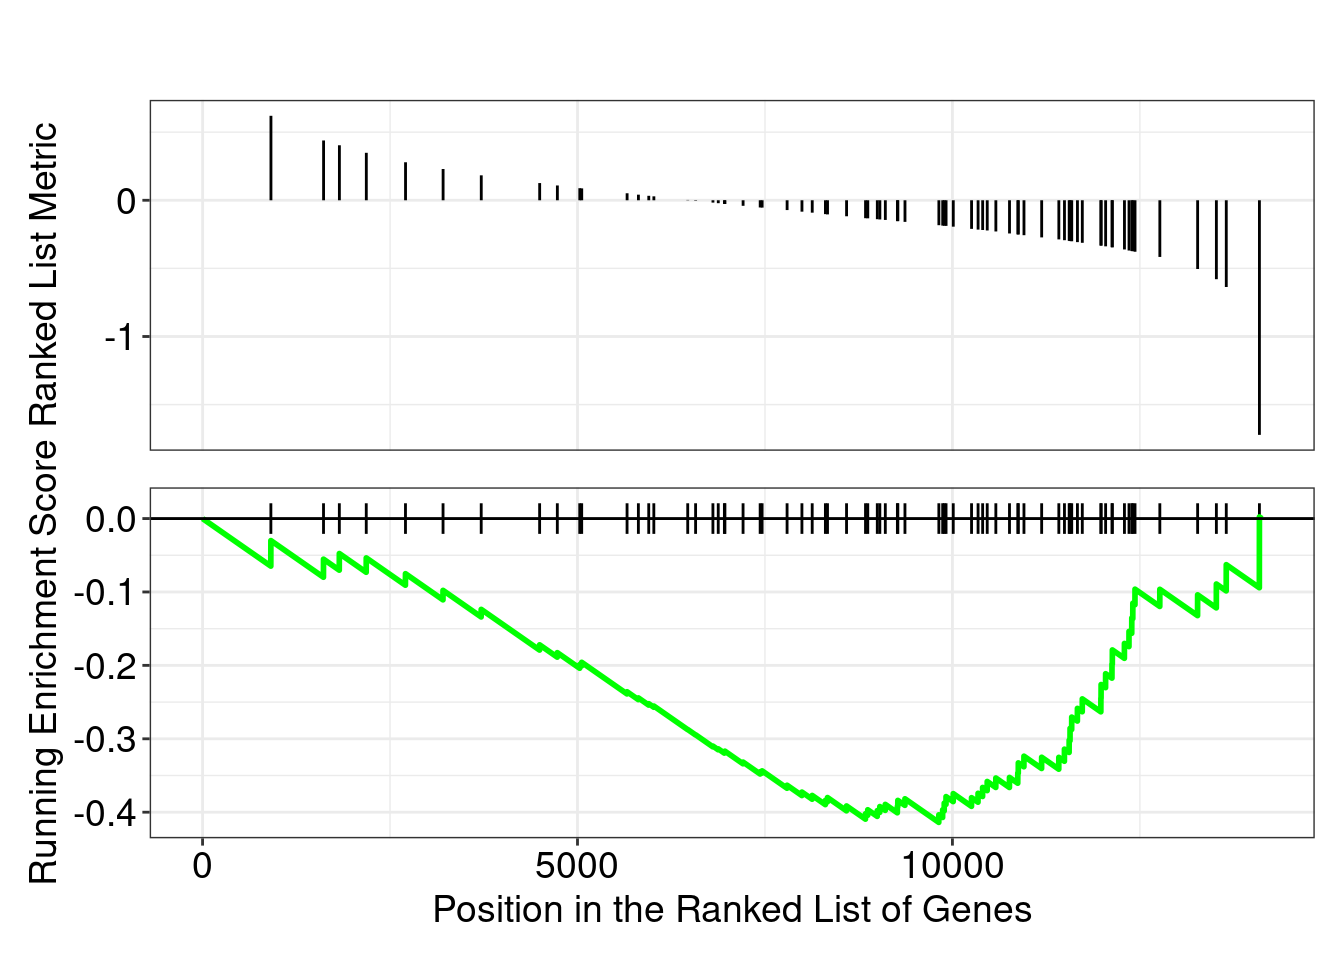 Ranked List Metric
0
-1
Running Enrichment Score
0.0
-0.1
-0.2
-0.3
-0.4
0 5000 10000
Position in the Ranked List of Genes